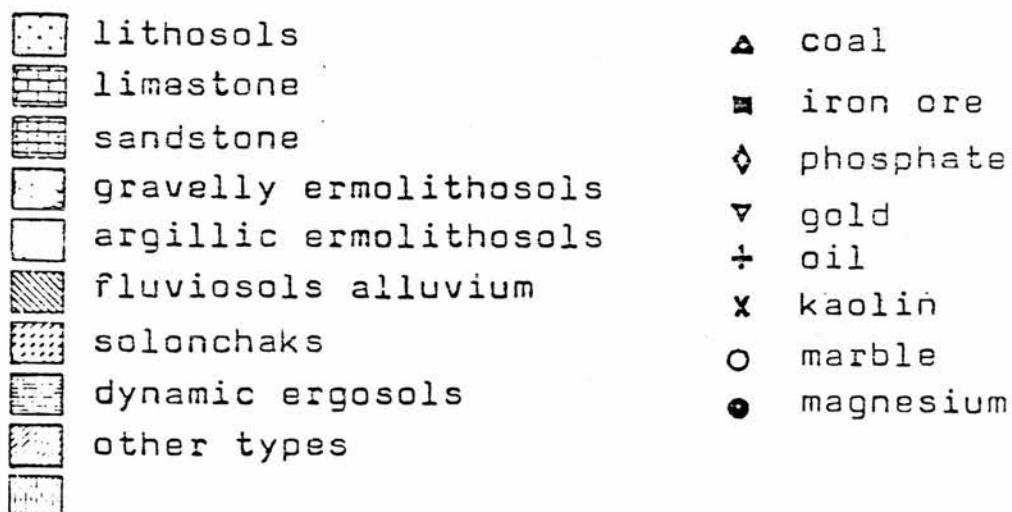 lithosols
limestone
sandstone
gravelly ermolithosols
argillic ermolithosols
fluviosols alluvium
solonchaks
dynamic ergosols
other types
coal
iron ore
phosphate
gold
oil
kaolin
marble
magnesium